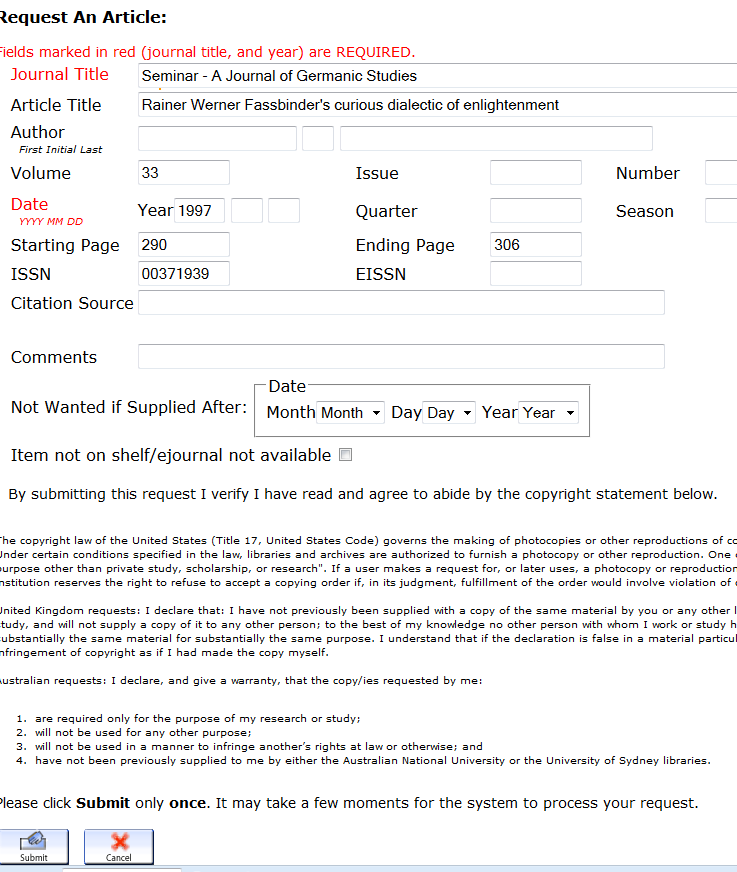 Request An Article:
Fields marked in red (journal title, and year) are REQUIRED.
Journal Title Seminar - A Journal of Germanic Studies
Article Title Rainer Werner Fassbinder's curious dialectic of enlightenment
Author
First Initial Last
Volume 33 Issue Number
Date Year 1997 Quarter Season
YYYY MM DD
Starting Page 290 Ending Page 306
ISSN 00371939 EISSN
Citation Source
Comments
Date
Not Wanted if Supplied After: Month Month Day Day Year Year
Item not on shelf/ejournal not available
By submitting this request I verify I have read and agree to abide by the copyright statement below.
The copyright law of the United States (Title 17, United States Code) governs the making of photocopies or other reproductions of co
Under certain conditions specified in the law, libraries and archives are authorized to furnish a photocopy or other reproduction. One
purpose other than private study, scholarship, or research". If a user makes a request for, or later uses, a photocopy or reproduction
institution reserves the right to refuse to accept a copying order if, in its judgment, fulfillment of the order would involve violation of
United Kingdom requests: I declare that: I have not previously been supplied with a copy of the same material by you or any other l
study, and will not supply a copy of it to any other person; to the best of my knowledge no other person with whom I work or study h
substantially the same material for substantially the same purpose. I understand that if the declaration is false in a material particul
infringement of copyright as if I had made the copy myself.
Australian requests: I declare, and give a warranty, that the copy/ies requested by me:
1. are required only for the purpose of my research or study;
2. will not be used for any other purpose;
3. will not be used in a manner to infringe another's rights at law or otherwise; and
4. have not been previously supplied to me by either the Australian National University or the University of Sydney libraries.
Please click Submit only once. It may take a few moments for the system to process your request.
Submit Cancel